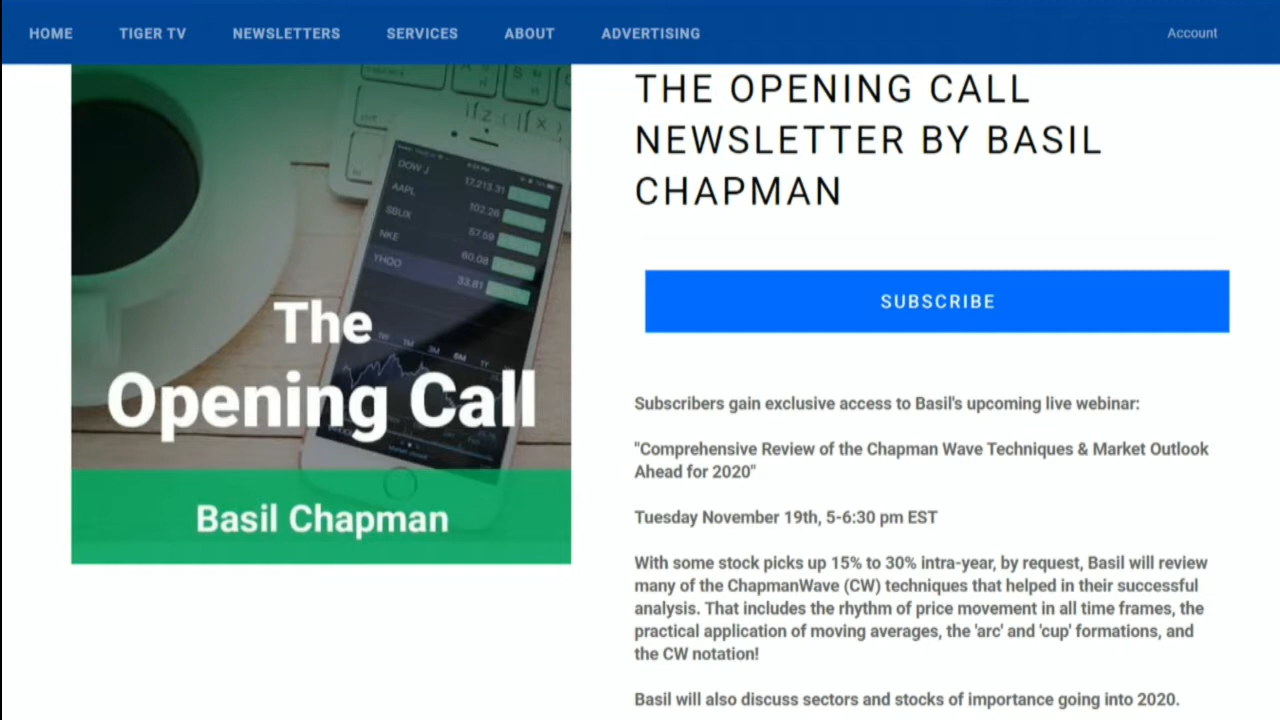 HOME TIGER TV NEWSLETTERS SERVICES ABOUT ADVERTISING Account
THE OPENING CALL
NEWSLETTER BY BASIL
CHAPMAN
SUBSCRIBE
DOW J 17,213.31
AAPL 102.26
SBUX 57.59
NKE 60.08
YHOO 33.81
1M 3M 6M 1Y
The
Opening Call
Basil Chapman
Subscribers gain exclusive access to Basil's upcoming live webinar:
"Comprehensive Review of the Chapman Wave Techniques & Market Outlook
Ahead for 2020"
Tuesday November 19th, 5-6:30 pm EST
With some stock picks up 15% to 30% intra-year, by request, Basil will review
many of the ChapmanWave (CW) techniques that helped in their successful
analysis. That includes the rhythm of price movement in all time frames, the
practical application of moving averages, the 'arc' and 'cup' formations, and
the CW notation!
Basil will also discuss sectors and stocks of importance going into 2020.